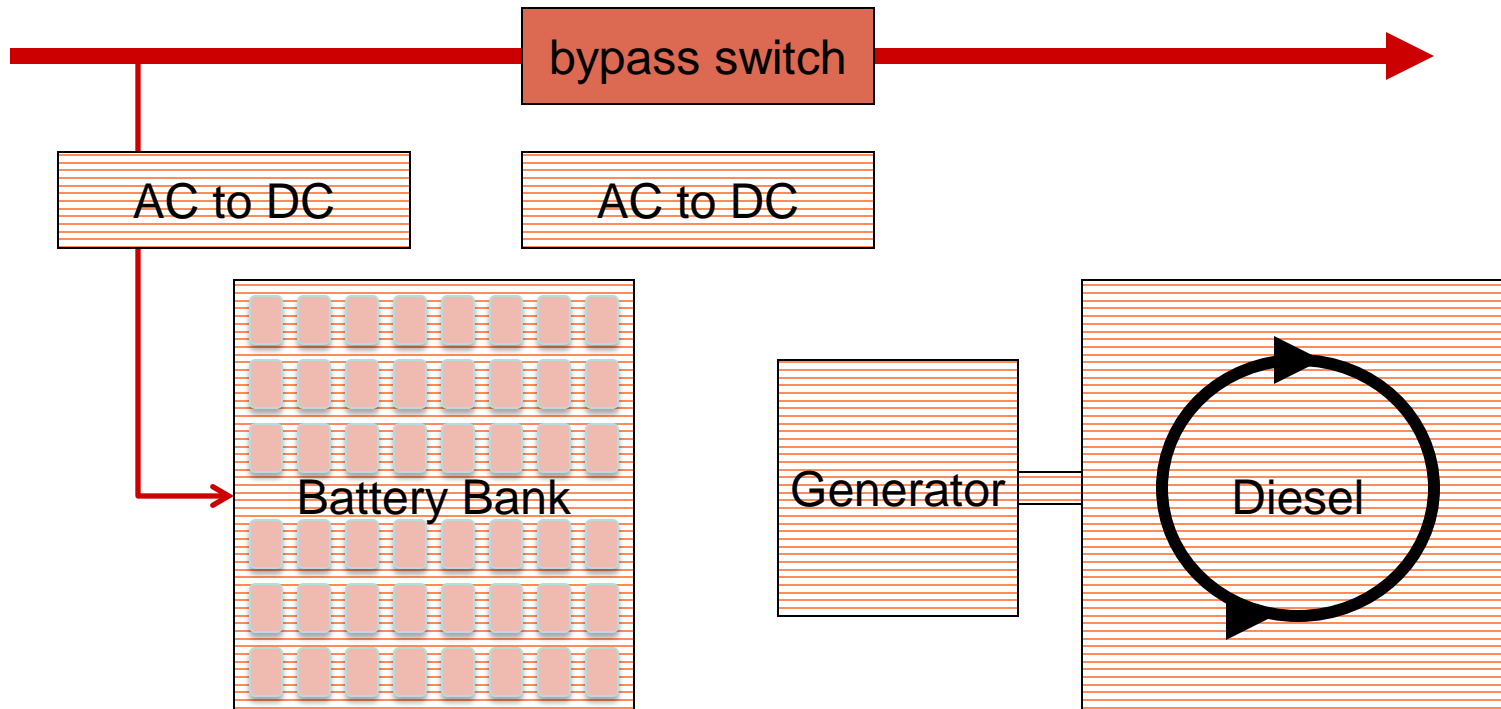 bypass switch
AC to DC
AC to DC
Battery Bank
Generator
Diesel